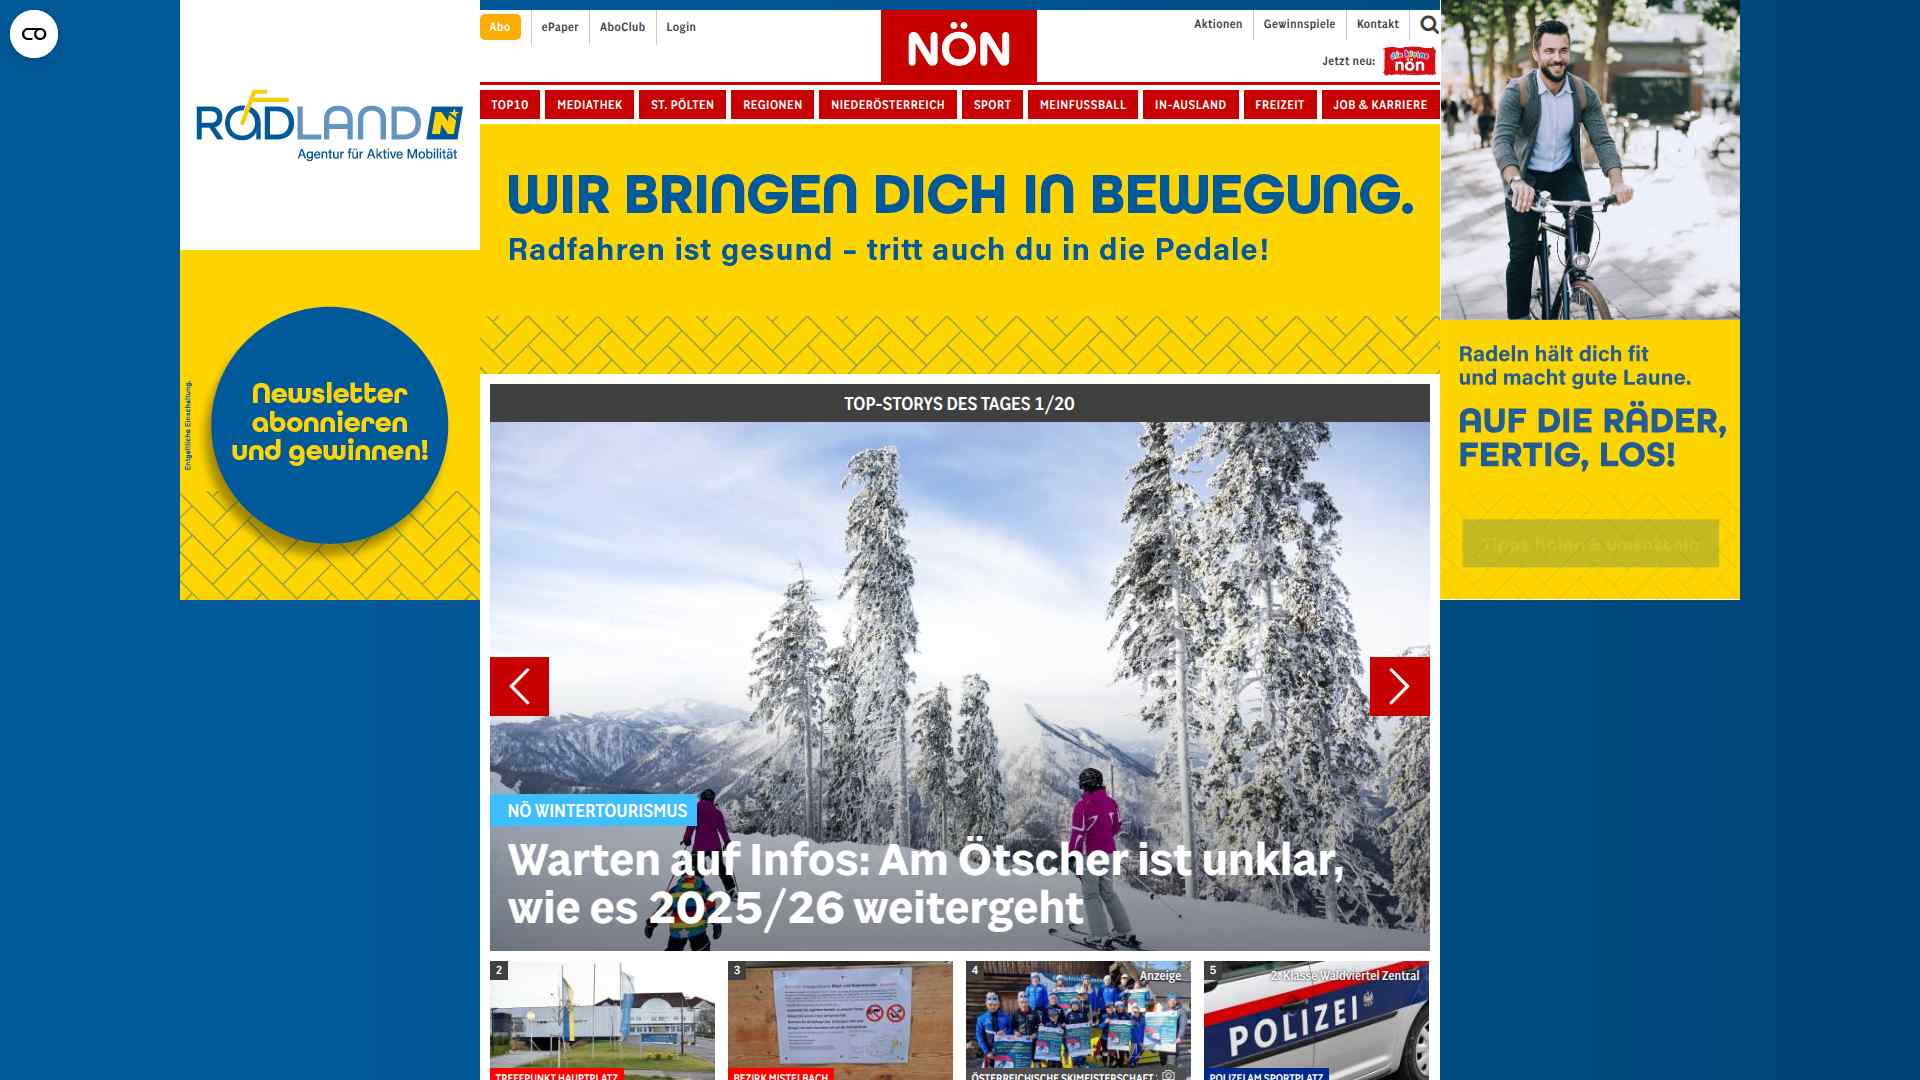 Abo
ePaper
AboClub
Login
NÖN
Aktionen
Gewinnspiele
Kontakt
Jetzt neu:
die kleine
nön
TOP10
MEDIATHEK
ST. PÖLTEN
REGIONEN
NIEDERÖSTERREICH
SPORT
MEINFUSSBALL
IN-AUSLAND
FREIZEIT
JOB & KARRIERE
RADLAND N
Agentur für Aktive Mobilität
Entgeltliche Einschaltung.
Newsletter
abonnieren
und gewinnen!
WIR BRINGEN DICH IN BEWEGUNG.
Radfahren ist gesund – tritt auch du in die Pedale!
Radeln hält dich fit
und macht gute Laune.
AUF DIE RÄDER,
FERTIG, LOS!
TOP-STORYS DES TAGES 1/20
NÖ WINTERTOURISMUS
Warten auf Infos: Am Ötscher ist unklar,
wie es 2025/26 weitergeht
2
TREFFPUNKT HAUPTPLATZ
3
BEZIRK MISTELBACH
4
Anzeige
ÖSTERREICHISCHE SKIMEISTERSCHAFT
5
2. Klasse Waldviertel Zentral
POLIZEI
POLIZEI AM SPORTPLATZ